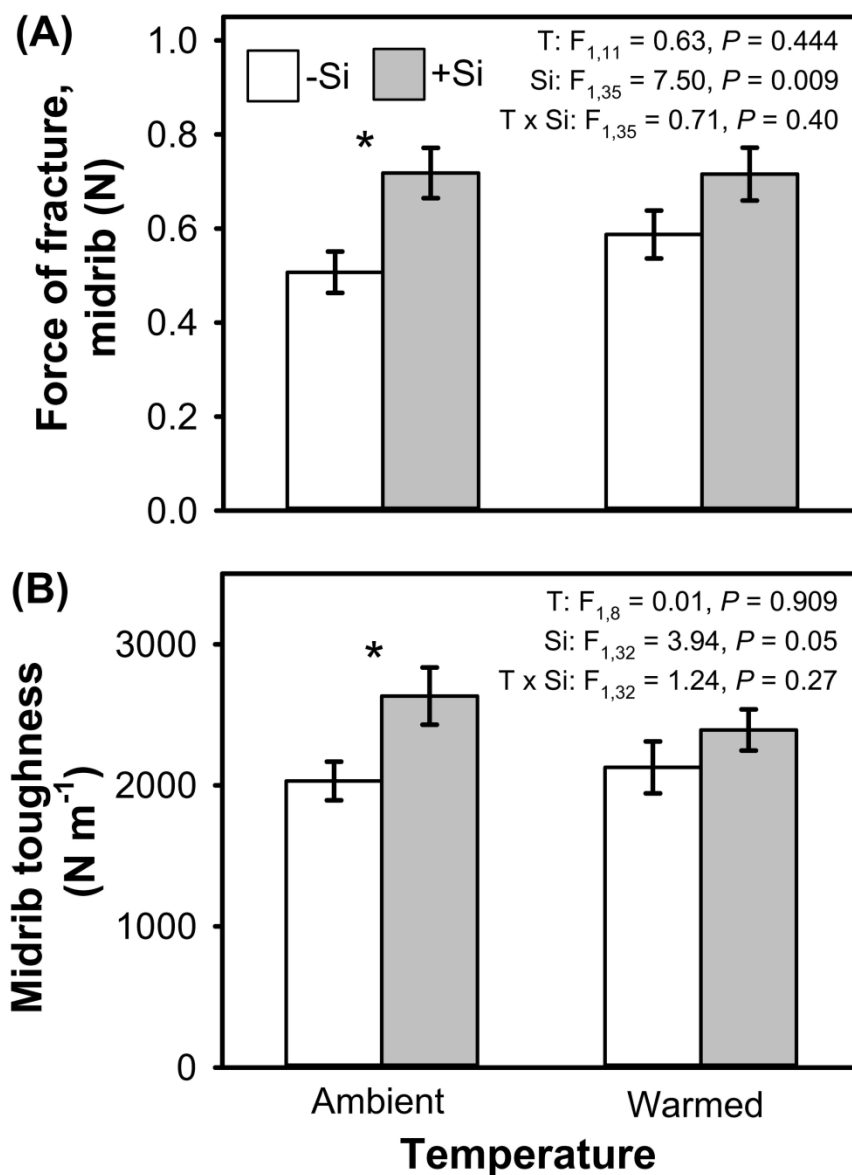 (A)
Force of fracture,
midrib (N)
1.0
0.8
0.6
0.4
0.2
0.0
-Si +Si
T: F1,11 = 0.63, P = 0.444
Si: F1,35 = 7.50, P = 0.009
T x Si: F1,35 = 0.71, P = 0.40
*
(B)
Midrib toughness
(N m-1)
3000
2000
1000
0
T: F1,8 = 0.01, P = 0.909
Si: F1,32 = 3.94, P = 0.05
T x Si: F1,32 = 1.24, P = 0.27
*
Ambient Warmed
Temperature